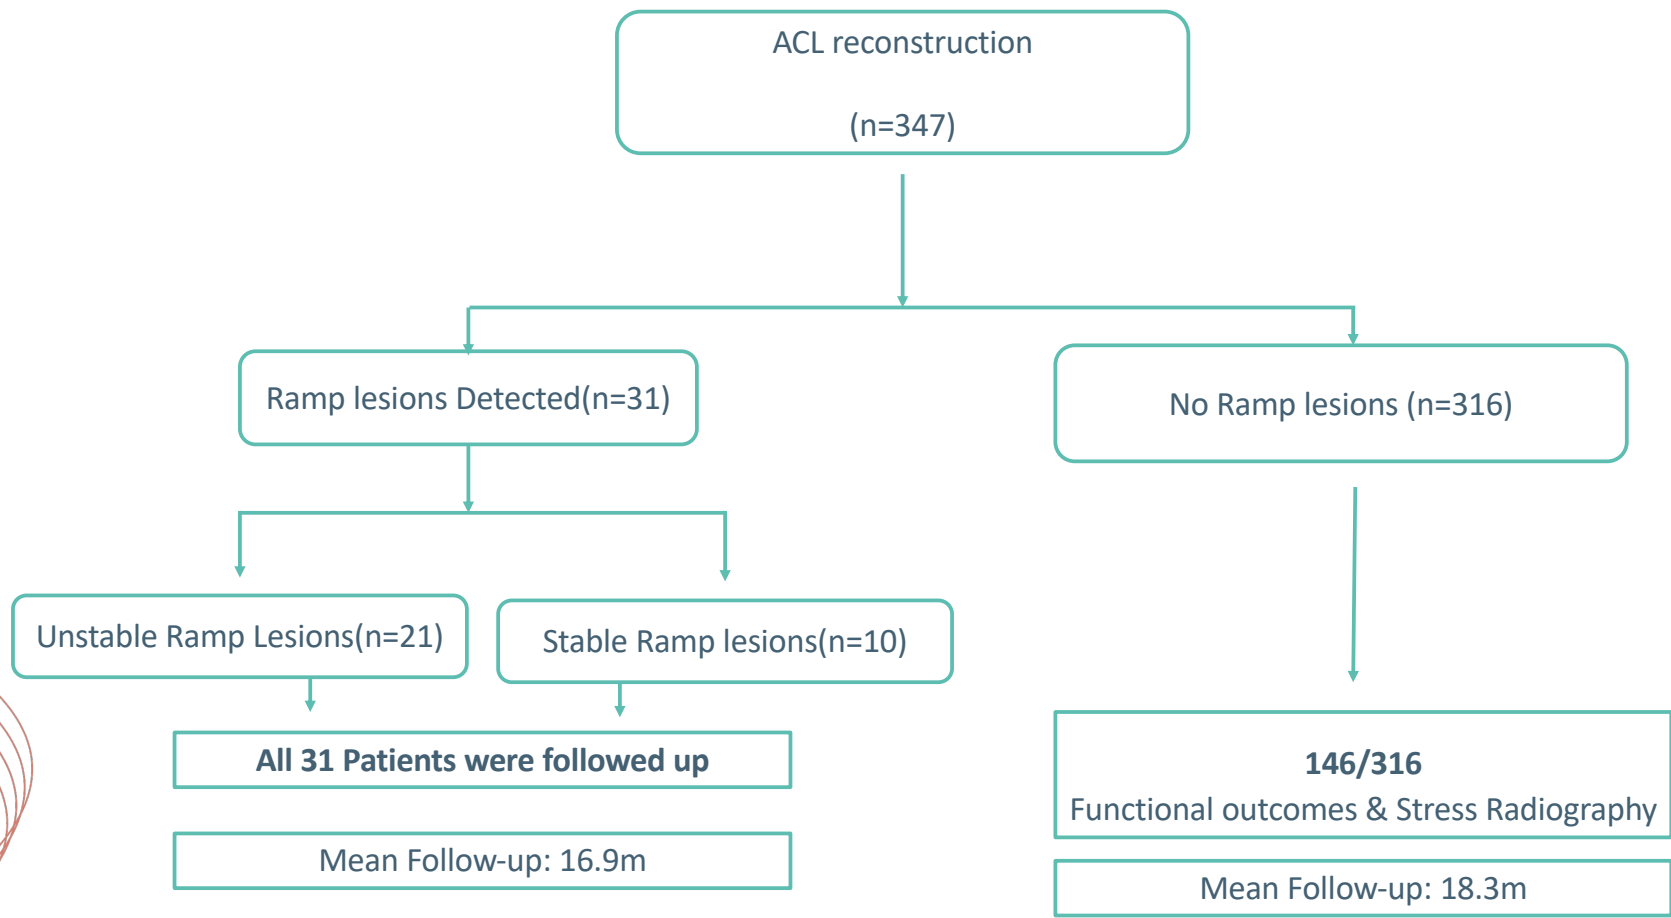 ACL reconstruction
(n=347)
Ramp lesions Detected(n=31)
No Ramp lesions (n=316)
Unstable Ramp Lesions(n=21)
Stable Ramp lesions(n=10)
All 31 Patients were followed up
146/316
Functional outcomes & Stress Radiography
Mean Follow-up: 16.9m
Mean Follow-up: 18.3m